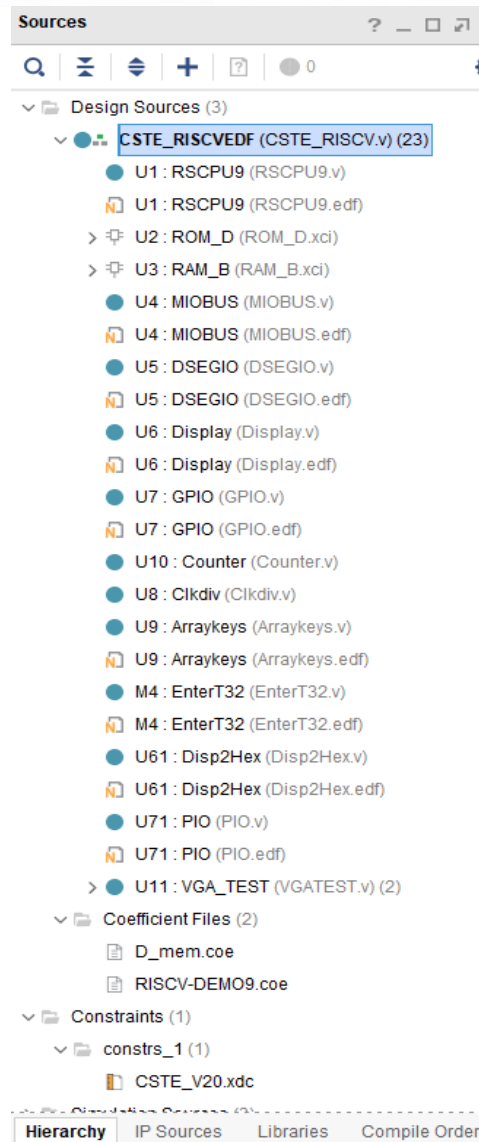 Sources
? _
0
Design Sources (3)
CSTE_RISCVEDF (CSTE_RISCV.v) (23)
U1 : RSCPU9 (RSCPU9.v)
U1 : RSCPU9 (RSCPU9.edf)
U2 : ROM_D (ROM_D.xci)
U3 : RAM_B (RAM_B.xci)
U4 : MIOBUS (MIOBUS.v)
U4 : MIOBUS (MIOBUS.edf)
U5 : DSEGIO (DSEGIO.v)
U5 : DSEGIO (DSEGIO.edf)
U6 : Display (Display.v)
U6 : Display (Display.edf)
U7 : GPIO (GPIO.v)
U7 : GPIO (GPIO.edf)
U10 : Counter (Counter.v)
U8 : Clkdiv (Clkdiv.v)
U9 : Arraykeys (Arraykeys.v)
U9 : Arraykeys (Arraykeys.edf)
M4 : EnterT32 (EnterT32.v)
M4 : EnterT32 (EnterT32.edf)
U61 : Disp2Hex (Disp2Hex.v)
U61 : Disp2Hex (Disp2Hex.edf)
U71 : PIO (PIO.v)
U71 : PIO (PIO.edf)
U11 : VGA_TEST (VGATEST.v) (2)
Coefficient Files (2)
D_mem.coe
RISCV-DEMO9.coe
Constraints (1)
constrs_1 (1)
CSTE_V20.xdc
Hierarchy IP Sources Libraries Compile Order